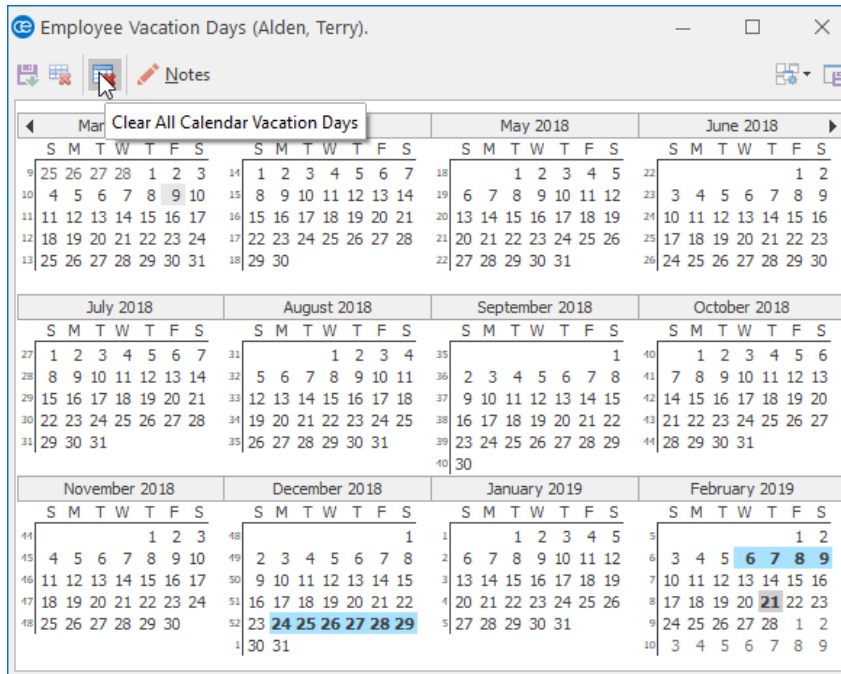 Employee Vacation Days (Alden, Terry).
Notes
Clear All Calendar Vacation Days
Mar May 2018 June 2018
S M T W T F S S M T W T F S S M T W T F S S M T W T F S
9 25 26 27 28 1 2 3 14 1 2 3 4 5 6 7 18 1 2 3 4 5 22 1 2
10 4 5 6 7 8 9 10 15 8 9 10 11 12 13 14 19 6 7 8 9 10 11 12 23 3 4 5 6 7 8 9
11 11 12 13 14 15 16 17 16 15 16 17 18 19 20 21 20 13 14 15 16 17 18 19 24 10 11 12 13 14 15 16
12 18 19 20 21 22 23 24 17 22 23 24 25 26 27 28 21 20 21 22 23 24 25 26 25 17 18 19 20 21 22 23
13 25 26 27 28 29 30 31 18 29 30 22 27 28 29 30 31 26 24 25 26 27 28 29 30
July 2018 August 2018 September 2018 October 2018
S M T W T F S S M T W T F S S M T W T F S S M T W T F S
27 1 2 3 4 5 6 7 31 1 2 3 4 35 1 40 1 2 3 4 5 6
28 8 9 10 11 12 13 14 32 5 6 7 8 9 10 11 36 2 3 4 5 6 7 8 41 7 8 9 10 11 12 13
29 15 16 17 18 19 20 21 33 12 13 14 15 16 17 18 37 9 10 11 12 13 14 15 42 14 15 16 17 18 19 20
30 22 23 24 25 26 27 28 34 19 20 21 22 23 24 25 38 16 17 18 19 20 21 22 43 21 22 23 24 25 26 27
31 29 30 31 35 26 27 28 29 30 31 39 23 24 25 26 27 28 29 44 28 29 30 31
40 30
November 2018 December 2018 January 2019 February 2019
S M T W T F S S M T W T F S S M T W T F S S M T W T F S
44 1 2 3 48 1 1 1 2 3 4 5 5 1 2
45 4 5 6 7 8 9 10 49 2 3 4 5 6 7 8 2 6 7 8 9 10 11 12 6 3 4 5 6 7 8 9
46 11 12 13 14 15 16 17 50 9 10 11 12 13 14 15 3 13 14 15 16 17 18 19 7 10 11 12 13 14 15 16
47 18 19 20 21 22 23 24 51 16 17 18 19 20 21 22 4 20 21 22 23 24 25 26 8 17 18 19 20 21 22 23
48 25 26 27 28 29 30 52 23 24 25 26 27 28 29 5 27 28 29 30 31 9 24 25 26 27 28 1 2
1 30 31 10 3 4 5 6 7 8 9